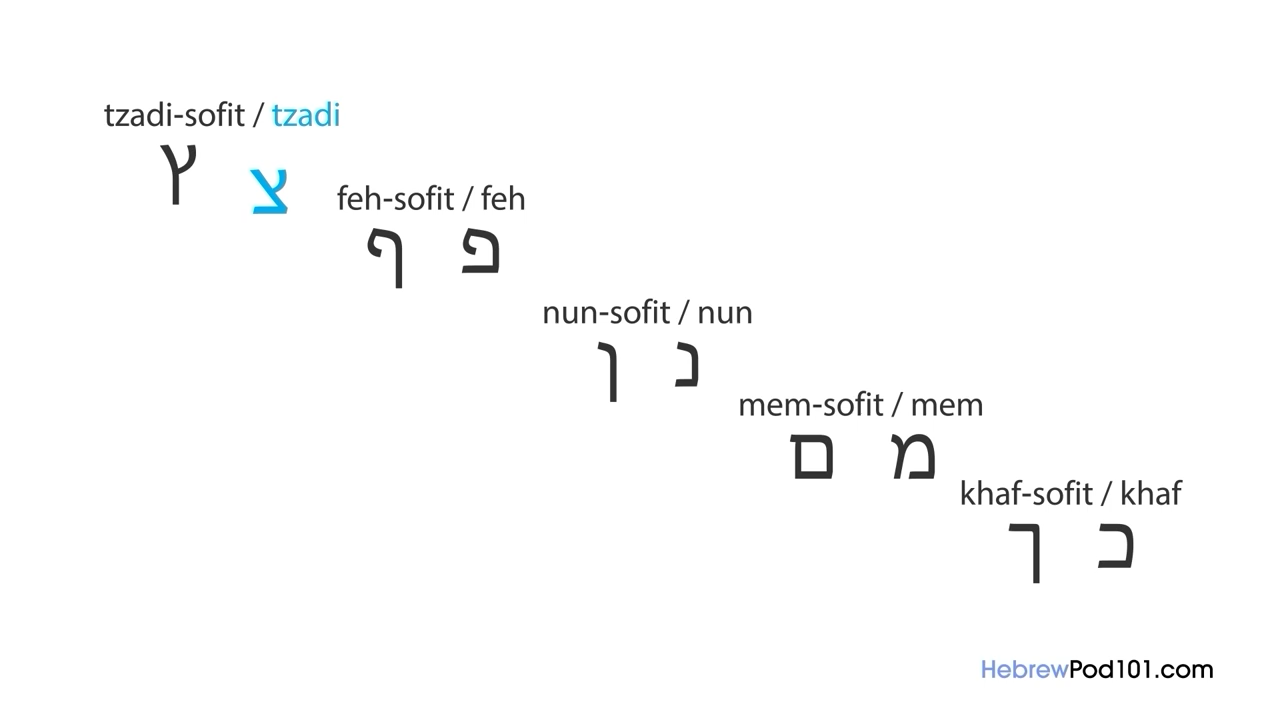 tzadi-sofit / tzadi
ץ צ
feh-sofit / feh
ף פ
nun-sofit / nun
ן נ
mem-sofit / mem
ם מ
khaf-sofit / khaf
ך כ
HebrewPod101.com